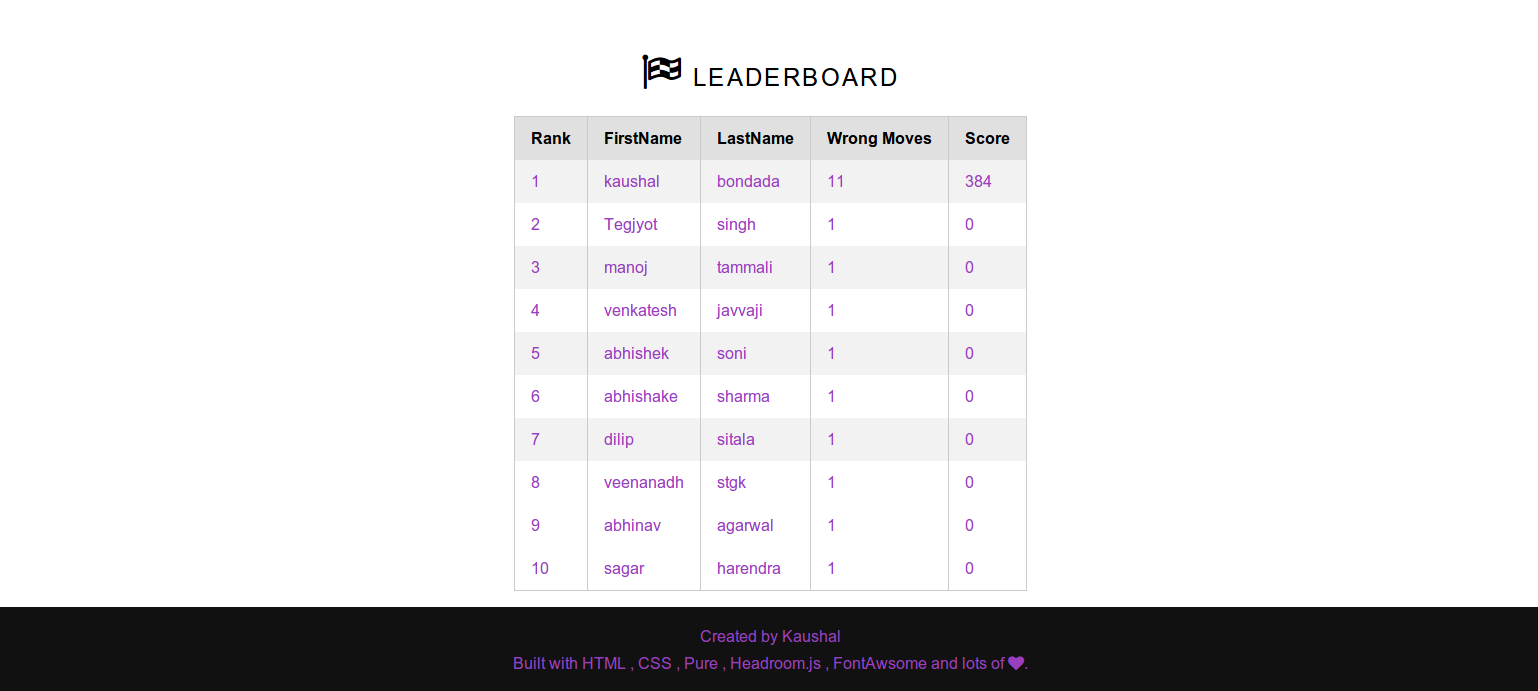 LEADERBOARD
Rank FirstName LastName Wrong Moves Score
1 kaushal bondada 11 384
2 Tegjyot singh 1 0
3 manoj tammali 1 0
4 venkatesh javvaji 1 0
5 abhishek soni 1 0
6 abhishake sharma 1 0
7 dilip sitala 1 0
8 veenanadh stgk 1 0
9 abhinav agarwal 1 0
10 sagar harendra 1 0
Created by Kaushal
Built with HTML , CSS , Pure , Headroom.js , FontAwsome and lots of ♥.